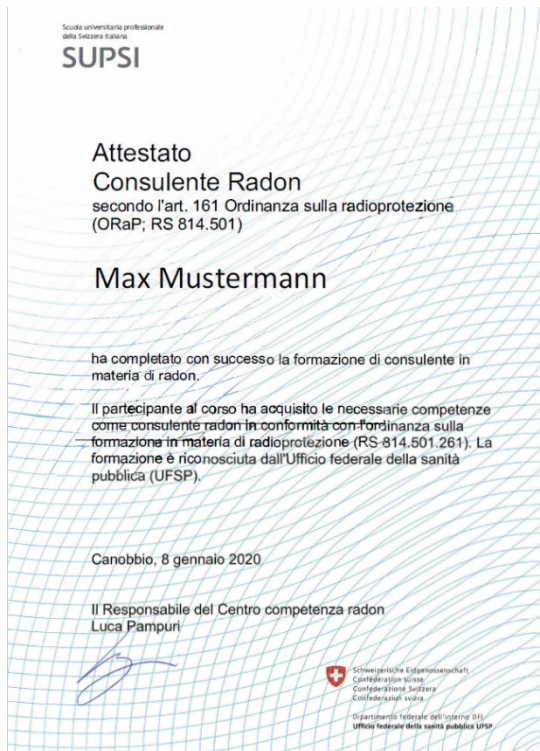 Scuola universitaria professionale
della Svizzera italiana
SUPSI
Attestato
Consulente Radon
secondo l'art. 161 Ordinanza sulla radioprotezione
(ORaP; RS 814.501)
Max Mustermann
ha completato con successo la formazione di consulente in
materia di radon.
Il partecipante al corso ha acquisito le necessarie competenze
come consulente radon in conformità con l'ordinanza sulla
formazione in materia di radioprotezione (RS 814.501.261). La
formazione è riconosciuta dall'Ufficio federale della sanità
pubblica (UFSP).
Canobbio, 8 gennaio 2020
Il Responsabile del Centro competenza radon
Luca Pampuri
Schweizerische Eidgenossenschaft
Confédération suisse
Confederazione Svizzera
Confederaziun svizra
Dipartimento federale dell'interno DFI
Ufficio federale della sanità pubblica UFSP